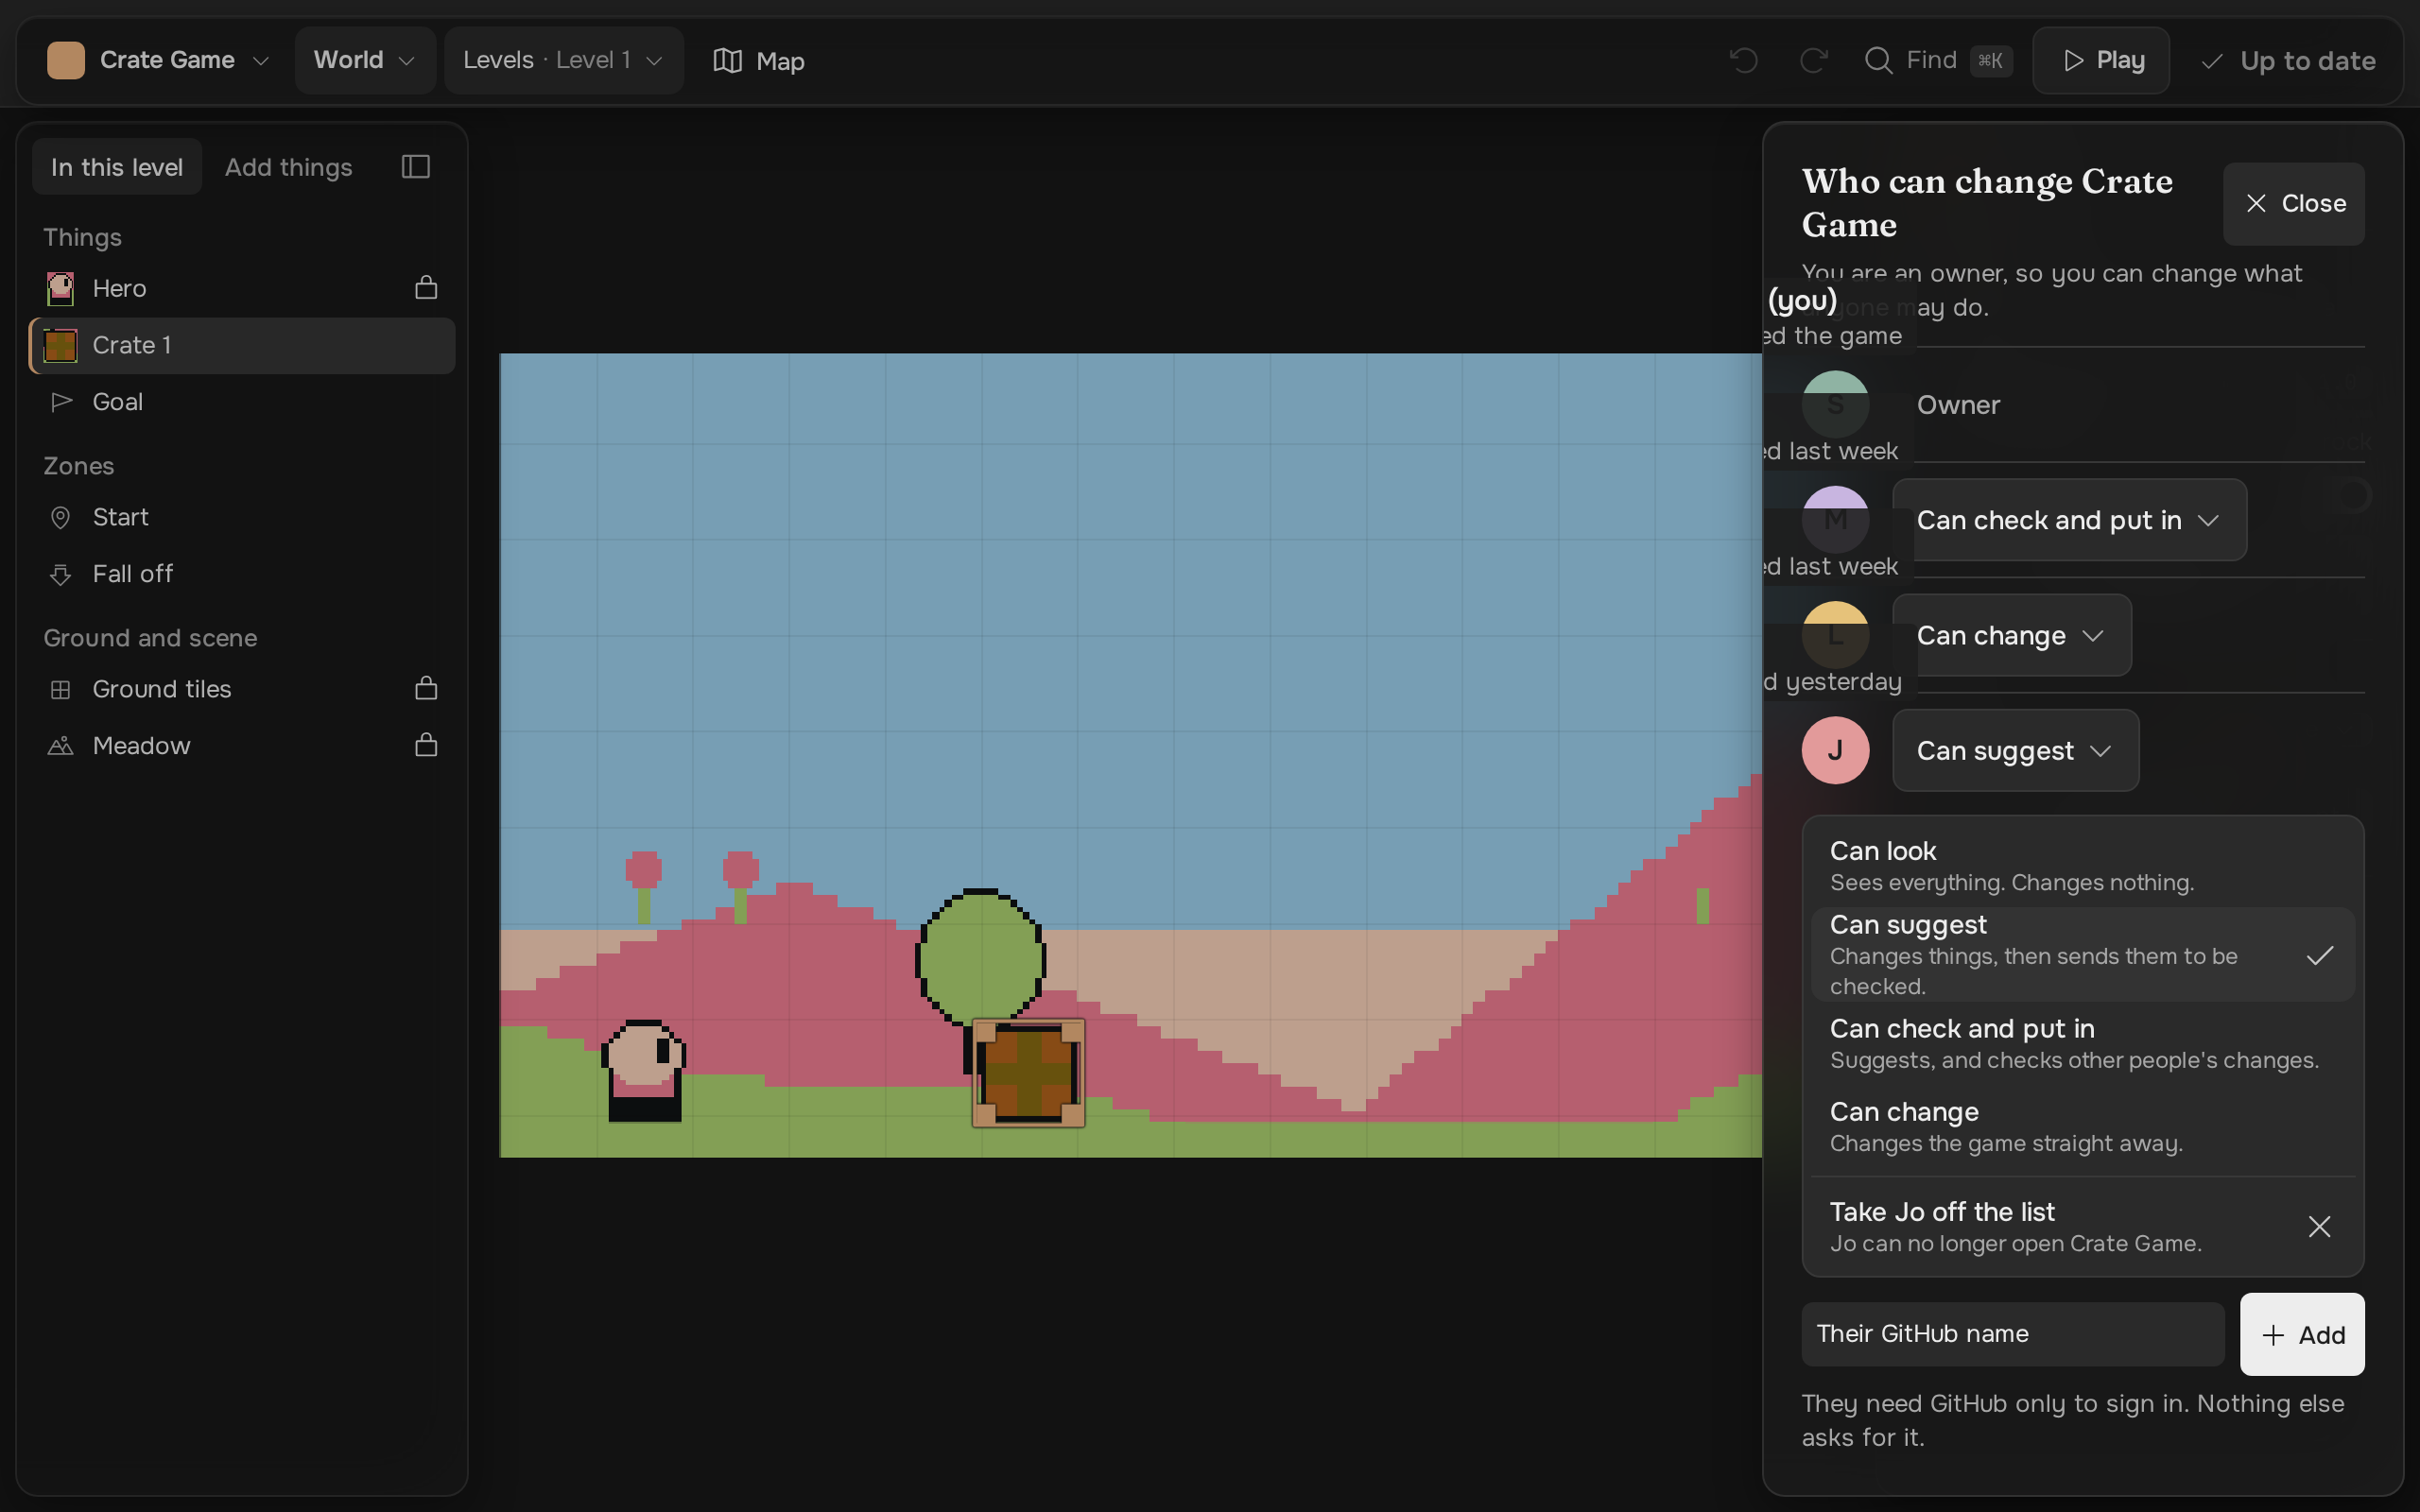 Crate Game
World
Levels · Level 1
Map
Find ⌘K
Play
Up to date
In this level
Add things
Things
Hero
Crate 1
Goal
Zones
Start
Fall off
Ground and scene
Ground tiles
Meadow
Who can change Crate
Game
Close
You are an owner, so you can change what
may do.
(you)
ed the game
S
Owner
ed last week
M
Can check and put in
ed last week
L
Can change
d yesterday
J
Can suggest
Can look
Sees everything. Changes nothing.
Can suggest
Changes things, then sends them to be
checked.
Can check and put in
Suggests, and checks other people's changes.
Can change
Changes the game straight away.
Take Jo off the list
Jo can no longer open Crate Game.
Their GitHub name
Add
They need GitHub only to sign in. Nothing else
asks for it.